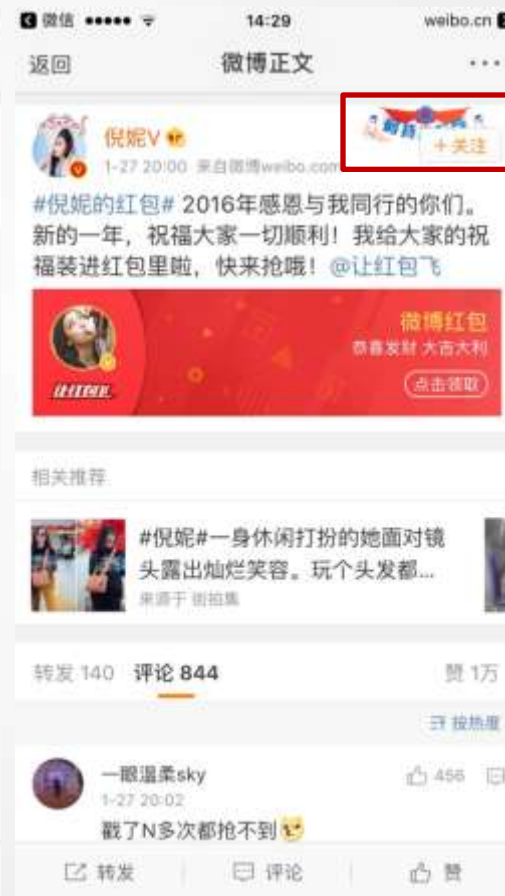 微信 14:29 weibo.cn
返回 微博正文
倪妮V
+关注
1-27 20:00 来自微博weibo.com
#倪妮的红包# 2016年感恩与我同行的你们。
新的一年，祝福大家一切顺利！我给大家的祝
福装进红包里啦，快来抢哦！@让红包飞
微博红包
恭喜发财 大吉大利
点击领取
让红包飞
相关推荐
#倪妮#一身休闲打扮的她面对镜
头露出灿烂笑容。玩个头发都...
来源于 街拍集
转发 140 评论 844 赞 1万
按热度
一眼温柔sky 456
1-27 20:02
戳了N多次都抢不到
转发 评论 赞